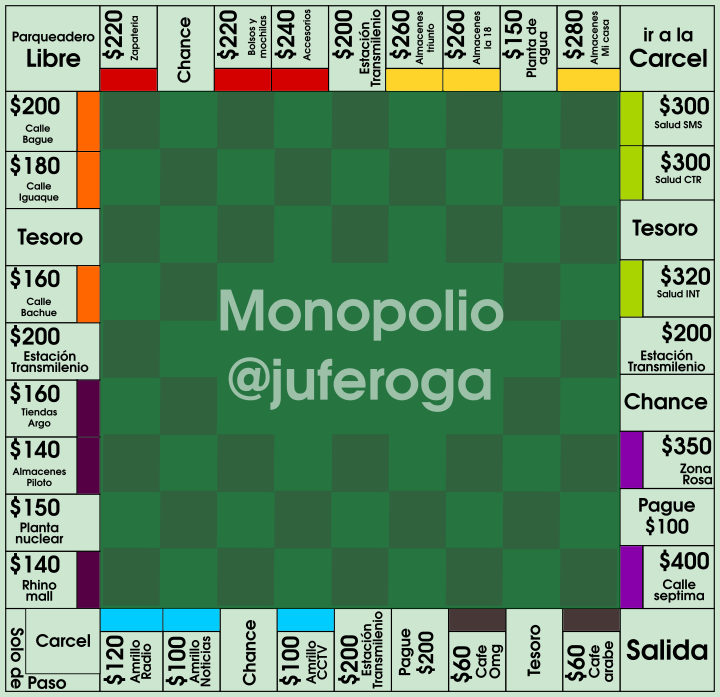 Parqueadero
Libre
$220
Zapateria
Chance
$220
Bolsos y
mochilas
$240
Accesorios
$200
Estación
Transmilenio
$260
Almacenes
triunfo
$260
Almacenes
la 18
$150
Planta de
agua
$280
Almacenes
Mi casa
ir a la
Carcel
$200
Calle
Bague
$180
Calle
Iguaque
Tesoro
$160
Calle
Bachue
$200
Estación
Transmilenio
$160
Tiendas
Argo
$140
Almacenes
Piloto
$150
Planta
nuclear
$140
Rhino
mall
Monopolio
@juferoga
$300
Salud SMS
$300
Salud CTR
Tesoro
$320
Salud INT
$200
Estación
Transmilenio
Chance
$350
Zona
Rosa
Pague
$100
$400
Calle
septima
Solo de
Carcel
Paso
$120
Amrillo
Radio
$100
Amrillo
Noticias
Chance
$100
Amrillo
CCTV
$200
Estación
Transmilenio
Pague
$200
$60
Cafe
Omg
Tesoro
$60
Cafe
arabe
Salida